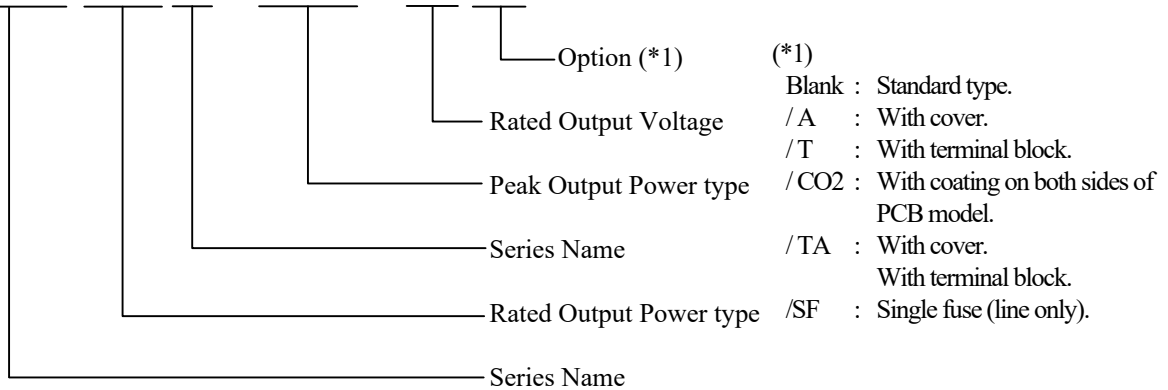 Option (*1)
(*1)
Blank : Standard type.
Rated Output Voltage
/ A : With cover.
/ T : With terminal block.
Peak Output Power type
/ CO2 : With coating on both sides of
PCB model.
Series Name
/ TA : With cover.
With terminal block.
Rated Output Power type
/SF : Single fuse (line only).
Series Name